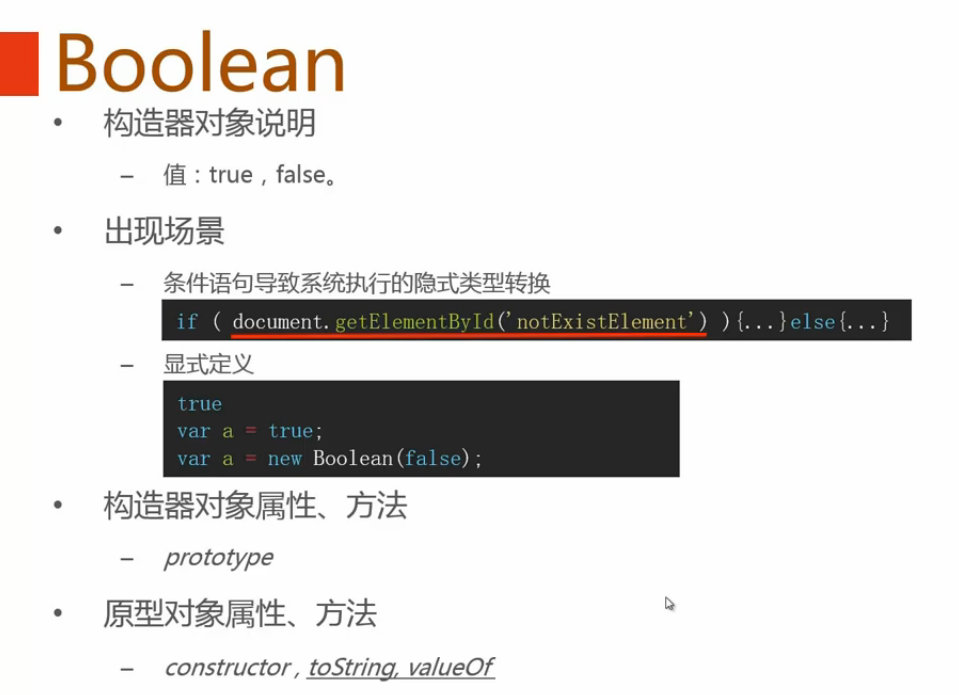 Boolean
• 构造器对象说明
– 值：true，false。
• 出现场景
– 条件语句导致系统执行的隐式类型转换
if ( document.getElementById('notExistElement') ){...}else{...}
– 显式定义
true
var a = true;
var a = new Boolean(false);
• 构造器对象属性、方法
– prototype
• 原型对象属性、方法
– constructor , toString, valueOf